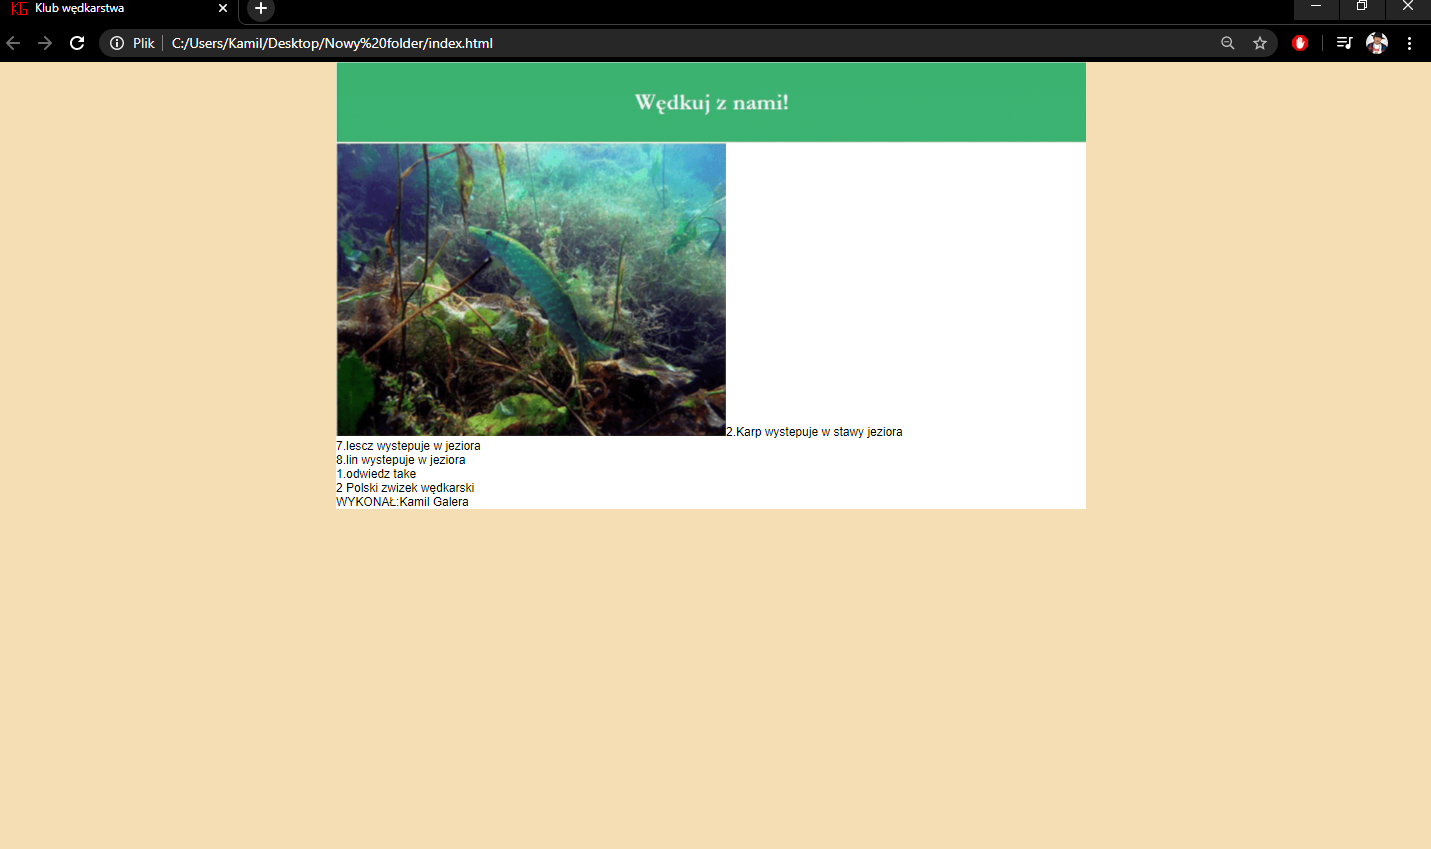 KG Klub wędkarstwa
Plik C:/Users/Kamil/Desktop/Nowy%20folder/index.html
Wędkuj z nami!
2.Karp wystepuje w stawy jeziora
7.lescz wystepuje w jeziora
8.lin wystepuje w jeziora
1.odwiedz take
2 Polski zwizek wędkarski
WYKONAŁ:Kamil Galera